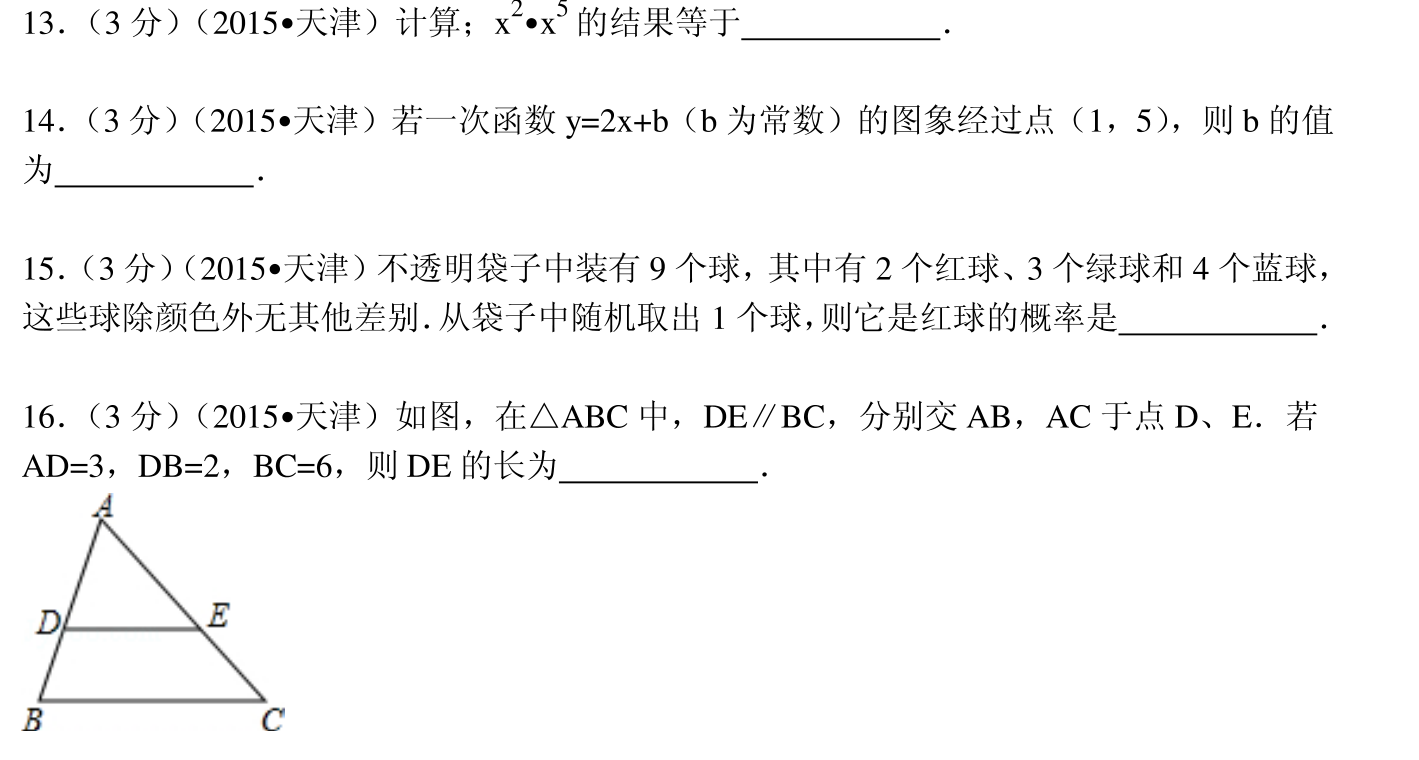 13.（3 分）（2015•天津）计算；x²•x⁵ 的结果等于____________.
14.（3 分）（2015•天津）若一次函数 y=2x+b（b 为常数）的图象经过点（1，5），则 b 的值
为____________.
15.（3 分）（2015•天津）不透明袋子中装有 9 个球，其中有 2 个红球、3 个绿球和 4 个蓝球，
这些球除颜色外无其他差别.从袋子中随机取出 1 个球，则它是红球的概率是____________.
16.（3 分）（2015•天津）如图，在△ABC 中，DE∥BC，分别交 AB，AC 于点 D、E．若
AD=3，DB=2，BC=6，则 DE 的长为____________.
A
D
E
B
C